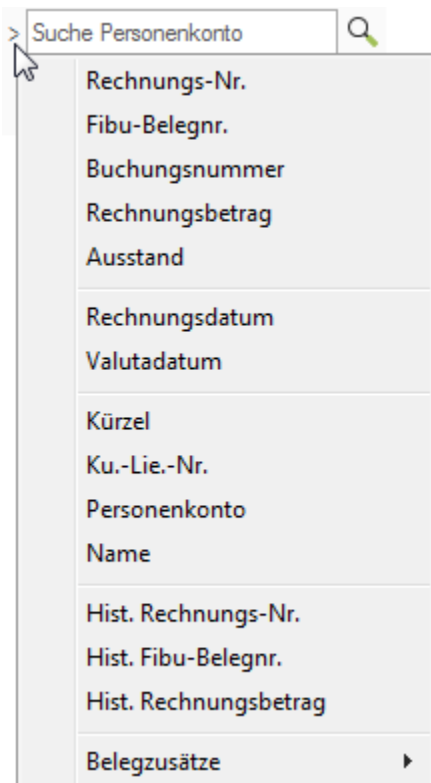 > Suche Personenkonto
Rechnungs-Nr.
Fibu-Belegnr.
Buchungsnummer
Rechnungsbetrag
Ausstand
Rechnungsdatum
Valutadatum
Kürzel
Ku.-Lie.-Nr.
Personenkonto
Name
Hist. Rechnungs-Nr.
Hist. Fibu-Belegnr.
Hist. Rechnungsbetrag
Belegzusätze